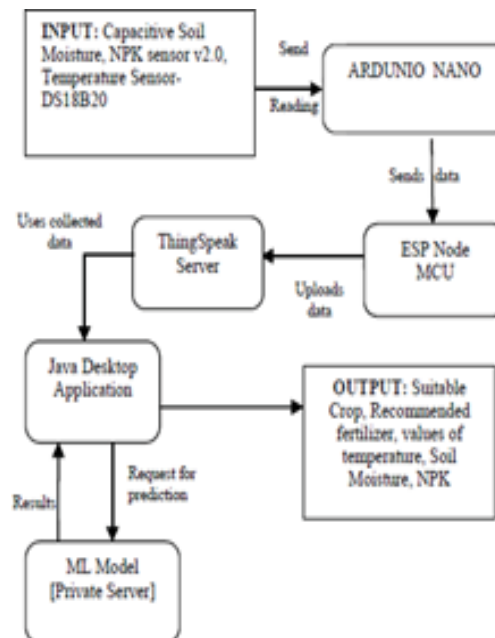 INPUT: Capacitive Soil
Moisture, NPK sensor v2.0,
Temperature Sensor-
DS18B20
Send
Reading
ARDUNIO NANO
Sends data
Uses collected
data
ThingSpeak
Server
Uploads
data
ESP Node
MCU
Java Desktop
Application
OUTPUT: Suitable
Crop, Recommended
fertilizer, values of
temperature, Soil
Moisture, NPK
Request for
prediction
Results
ML Model
[Private Server]